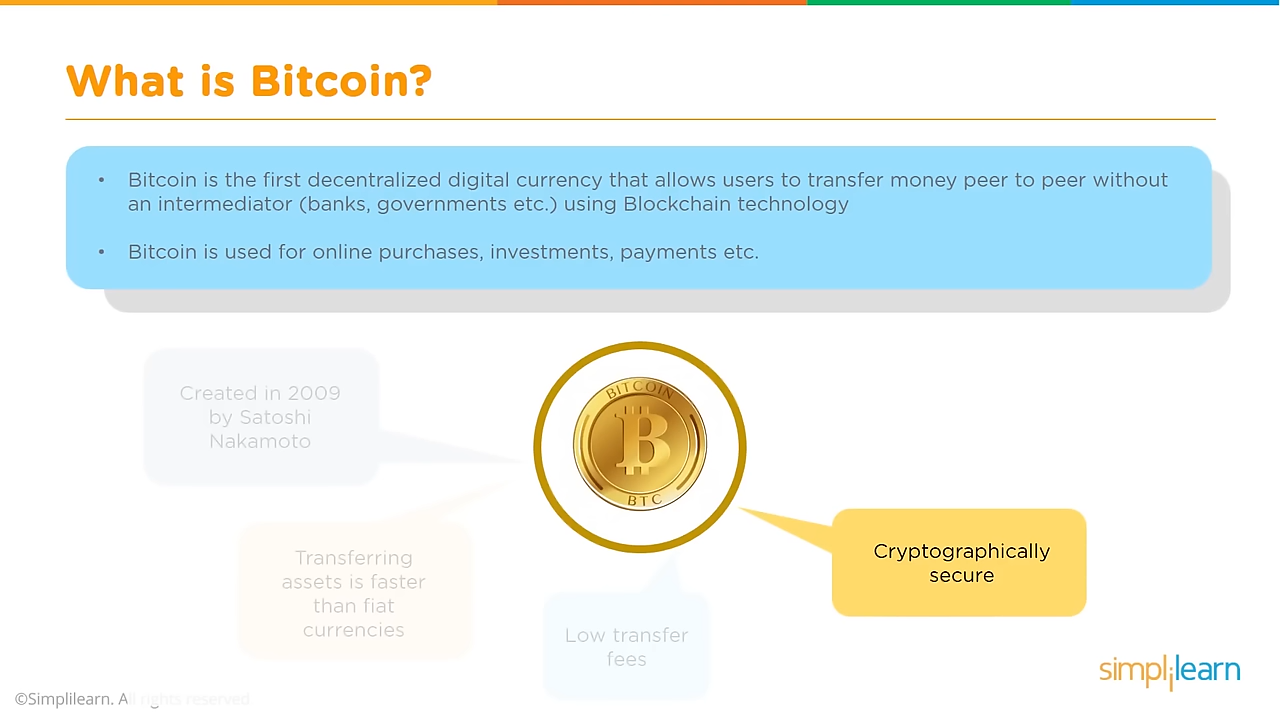 What is Bitcoin?
• Bitcoin is the first decentralized digital currency that allows users to transfer money peer to peer without
an intermediator (banks, governments etc.) using Blockchain technology
• Bitcoin is used for online purchases, investments, payments etc.
Created in 2009
by Satoshi
Nakamoto
BITCOIN
B
BTC
Transferring
assets is faster
than fiat
currencies
Cryptographically
secure
Low transfer
fees
simplilearn
©Simplilearn. All rights reserved